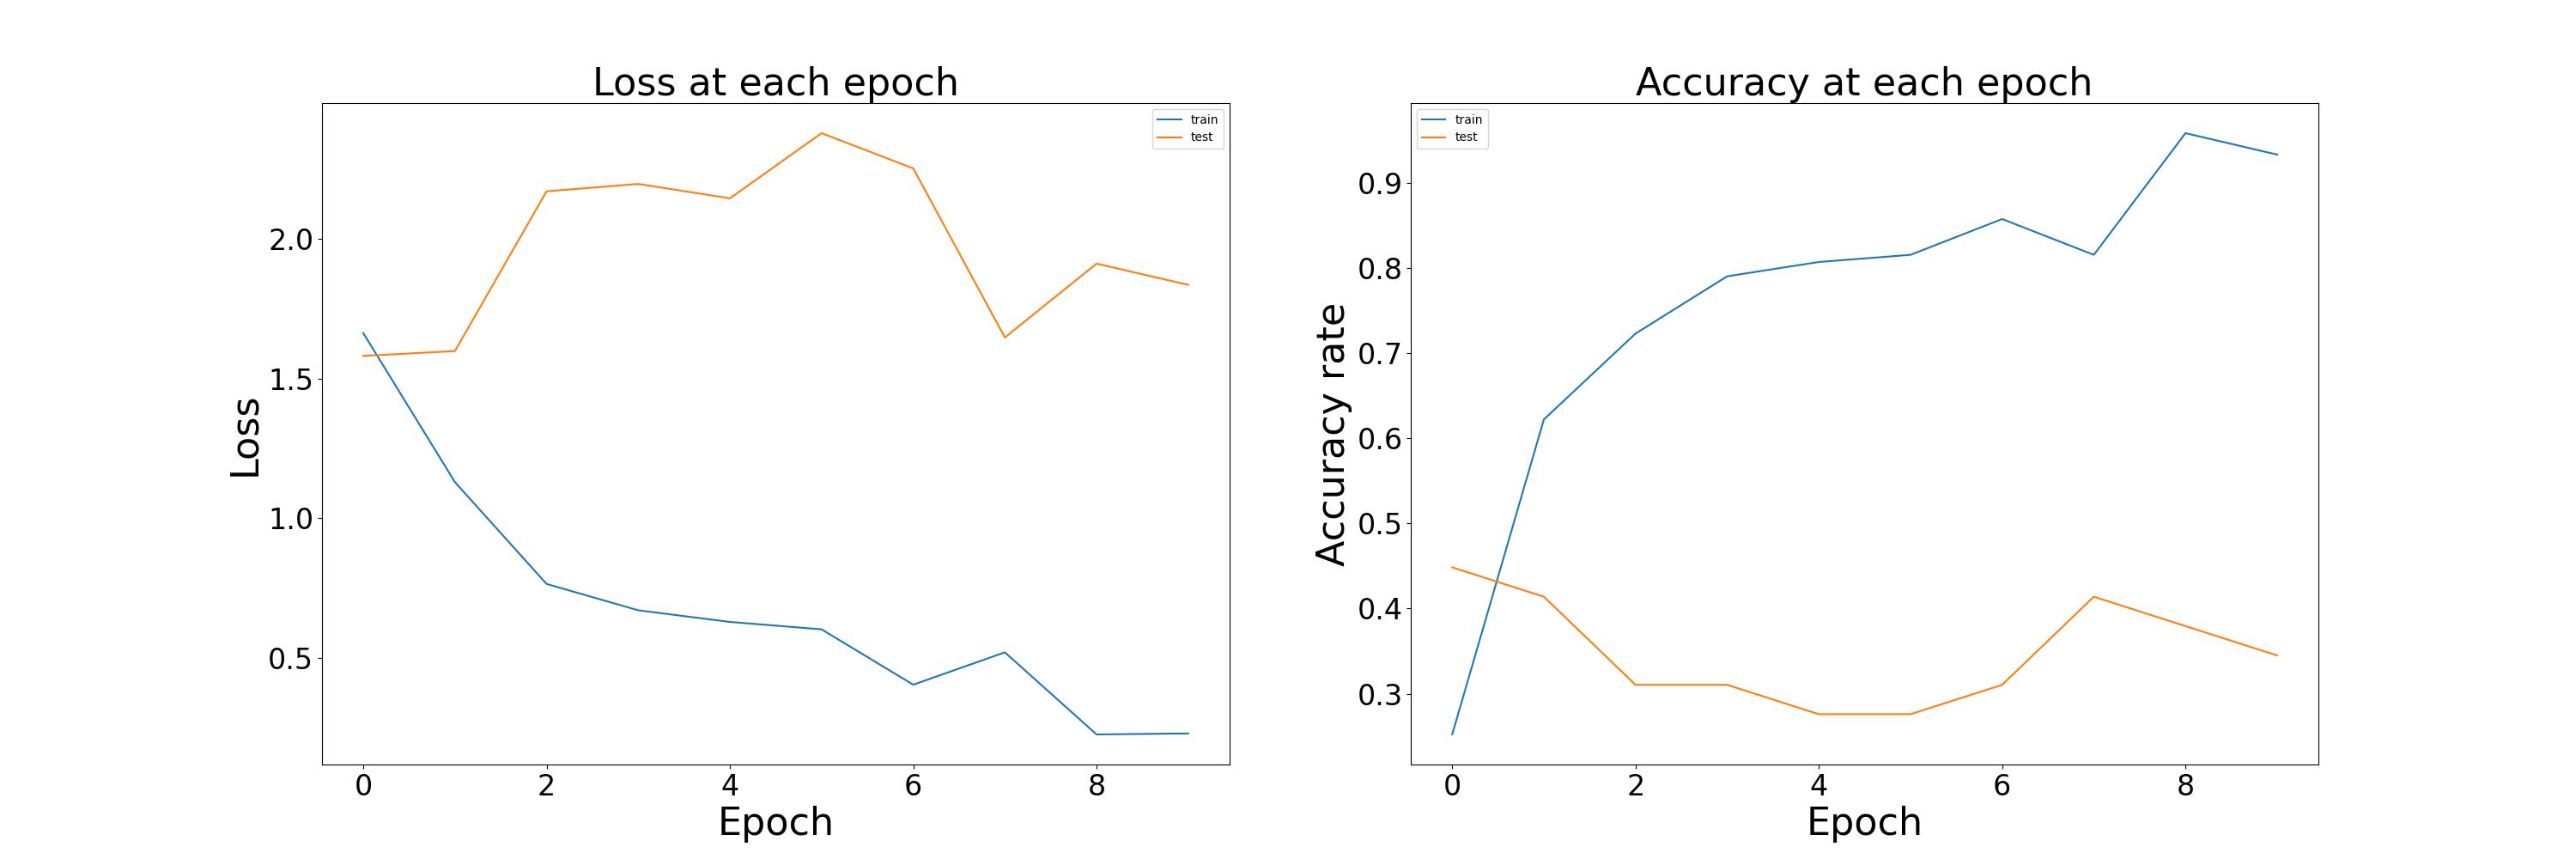 Loss at each epoch
train
test
2.0
1.5
1.0
0.5
Loss
0 2 4 6 8
Epoch
Accuracy at each epoch
train
test
0.9
0.8
0.7
0.6
0.5
0.4
0.3
Accuracy rate
0 2 4 6 8
Epoch